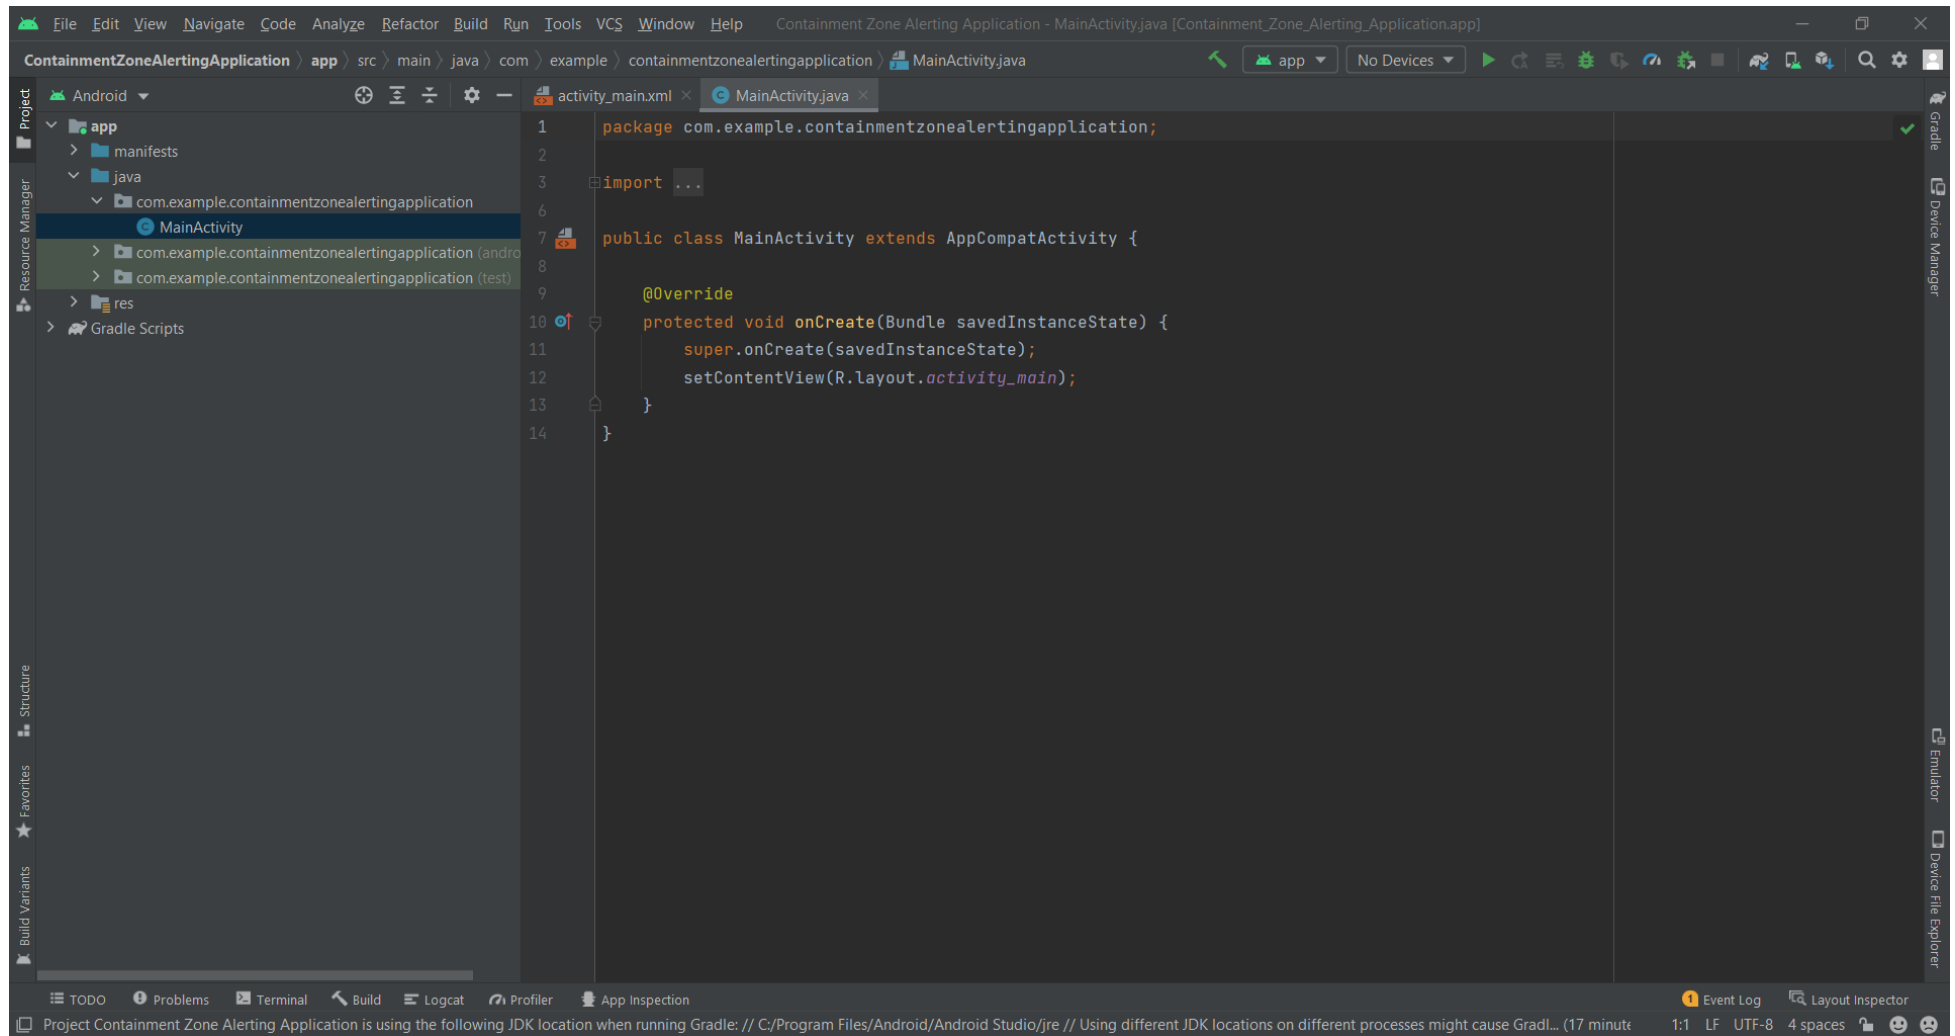 File Edit View Navigate Code Analyze Refactor Build Run Tools VCS Window Help Containment Zone Alerting Application - MainActivity.java [Containment_Zone_Alerting_Application.app]
ContainmentZoneAlertingApplication app src main java com example containmentzonealertingapplication MainActivity.java app No Devices
Android
activity_main.xml MainActivity.java
app
manifests
java
com.example.containmentzonealertingapplication
MainActivity
com.example.containmentzonealertingapplication (andro
com.example.containmentzonealertingapplication (test)
res
Gradle Scripts
1 package com.example.containmentzonealertingapplication;
2
3 import ...
6
7 public class MainActivity extends AppCompatActivity {
8
9 @Override
10 protected void onCreate(Bundle savedInstanceState) {
11 super.onCreate(savedInstanceState);
12 setContentView(R.layout.activity_main);
13 }
14 }
Project
Resource Manager
Structure
Favorites
Build Variants
Gradle
Device Manager
Emulator
Device File Explorer
TODO Problems Terminal Build Logcat Profiler App Inspection 1 Event Log Layout Inspector
Project Containment Zone Alerting Application is using the following JDK location when running Gradle: // C:/Program Files/Android/Android Studio/jre // Using different JDK locations on different processes might cause Gradl... (17 minute 1:1 LF UTF-8 4 spaces